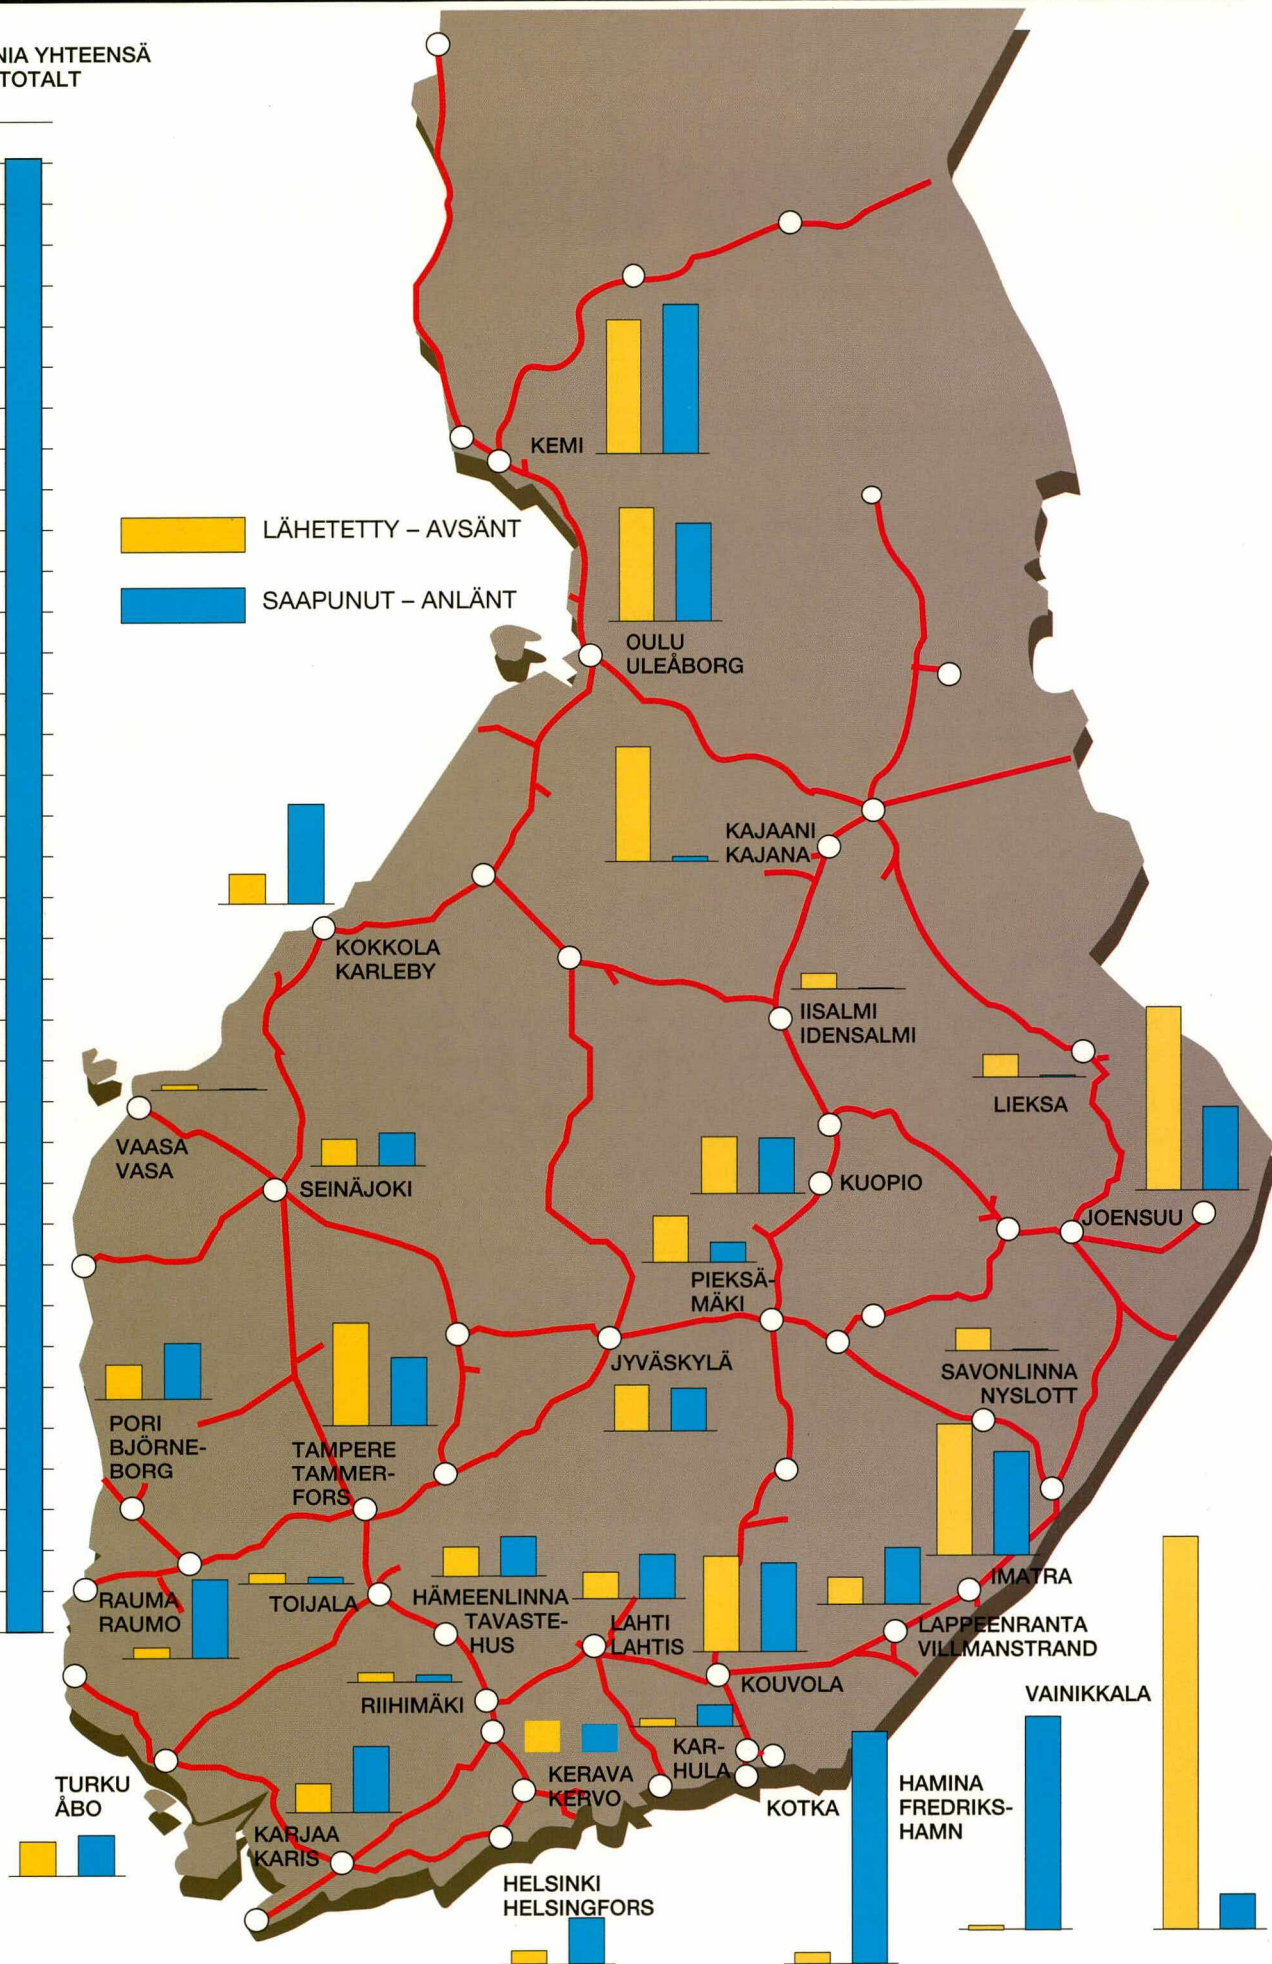 NIA YHTEENSÄ
TOTALT
KEMI
LÄHETETTY – AVSÄNT
SAAPUNUT – ANLÄNT
OULU
ULEÅBORG
KAJAANI
KAJANA
KOKKOLA
KARLEBY
IISALMI
IDENSALMI
LIEKSA
VAASA
VASA
SEINÄJOKI
KUOPIO
JOENSUU
PIEKSÄ-
MÄKI
JYVÄSKYLÄ
SAVONLINNA
NYSLOTT
PORI
BJÖRNE-
BORG
TAMPERE
TAMMER-
FORS
IMATRA
RAUMA
RAUMO
TOIJALA
HÄMEENLINNA
TAVASTE-
HUS
LAHTI
LAHTIS
LAPPEENRANTA
VILLMANSTRAND
KOUVOLA
RIIHIMÄKI
VAINIKKALA
KAR-
HULA
KERAVA
KERVO
TURKU
ÅBO
KOTKA
HAMINA
FREDRIKS-
HAMN
KARJAA
KARIS
HELSINKI
HELSINGFORS